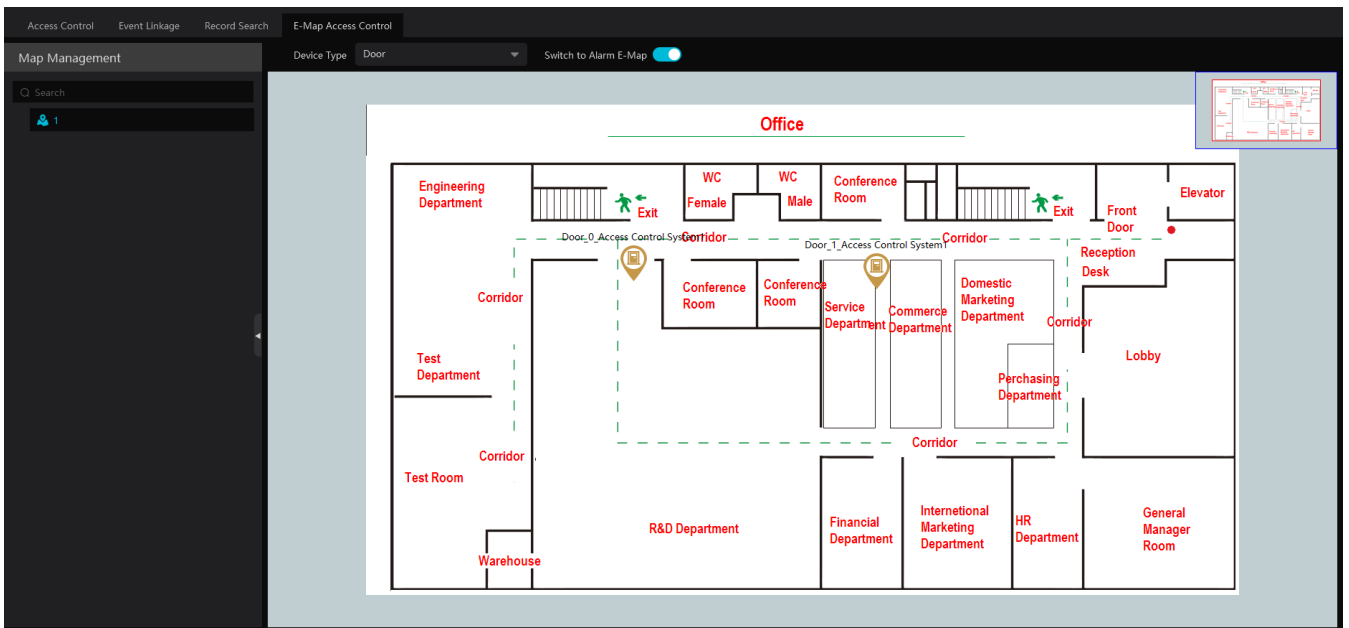 Access Control Event Linkage Record Search E-Map Access Control
Map Management
Device Type Door Switch to Alarm E-Map
Search
1
Office
Engineering
Department
WC
Female
WC
Male
Conference
Room
Exit
Exit
Front
Door
Elevator
Door_0_Access Control System1
Corridor
Door_1_Access Control System1
Corridor
Reception
Desk
Corridor
Conference
Room
Conference
Room
Service
Department
Commerce
Department
Domestic
Marketing
Department
Corridor
Lobby
Test
Department
Perchasing
Department
Corridor
Corridor
Test Room
R&D Department
Financial
Department
Internetional
Marketing
Department
HR
Department
General
Manager
Room
Warehouse